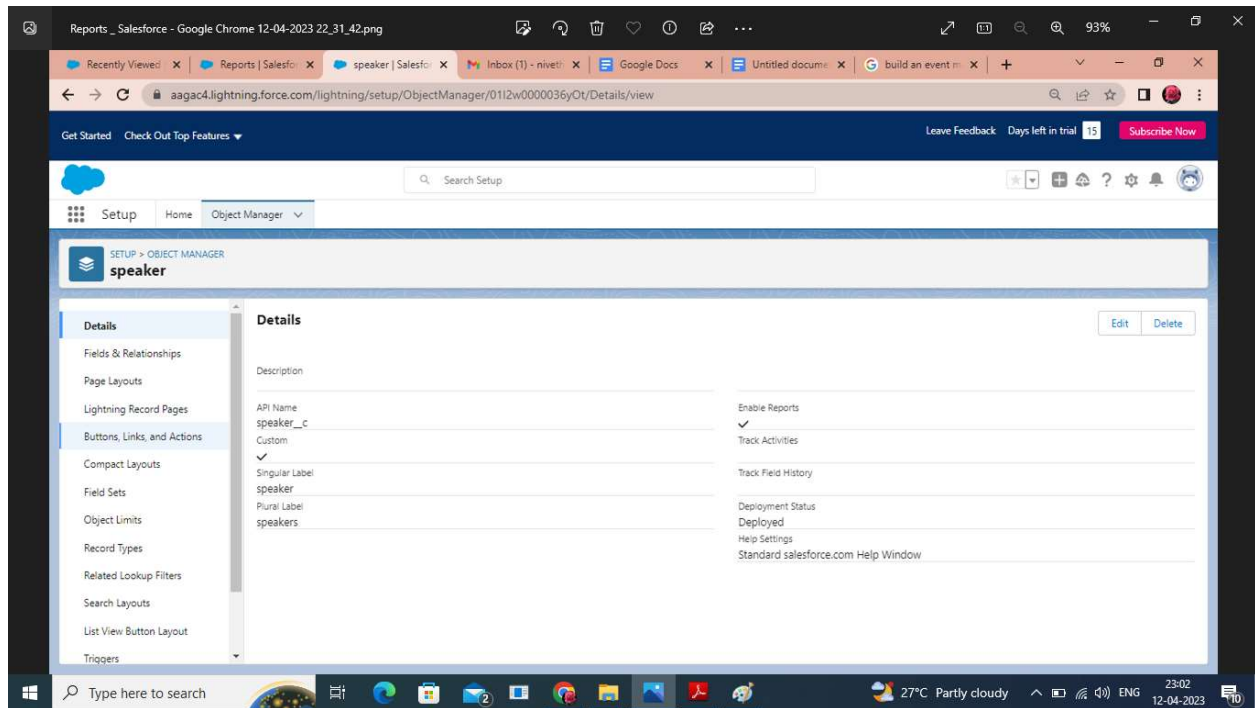 Reports _ Salesforce - Google Chrome 12-04-2023 22_31_42.png
93%
Recently Viewed
Reports | Salesfor
speaker | Salesfor
Inbox (1) - niveth
Google Docs
Untitled docume
build an event m
aagac4.lightning.force.com/lightning/setup/ObjectManager/01I2w0000036yOt/Details/view
Get Started Check Out Top Features
Leave Feedback Days left in trial 15 Subscribe Now
Search Setup
Setup Home Object Manager
SETUP > OBJECT MANAGER
speaker
Details
Fields & Relationships
Page Layouts
Lightning Record Pages
Buttons, Links, and Actions
Compact Layouts
Field Sets
Object Limits
Record Types
Related Lookup Filters
Search Layouts
List View Button Layout
Triggers
Details
Edit Delete
Description
API Name
speaker__c
Custom
Singular Label
speaker
Plural Label
speakers
Enable Reports
Track Activities
Track Field History
Deployment Status
Deployed
Help Settings
Standard salesforce.com Help Window
Type here to search
2
27°C Partly cloudy
ENG
23:02
12-04-2023
10